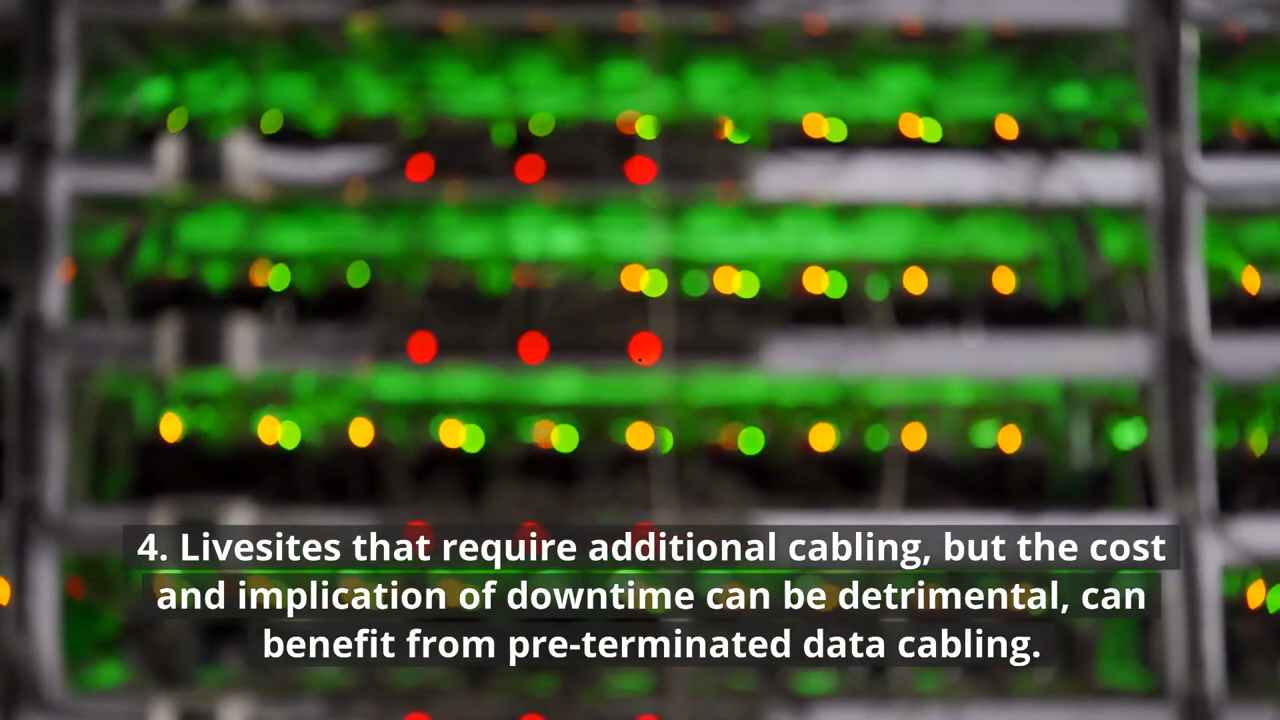 4. Livesites that require additional cabling, but the cost
and implication of downtime can be detrimental, can
benefit from pre-terminated data cabling.